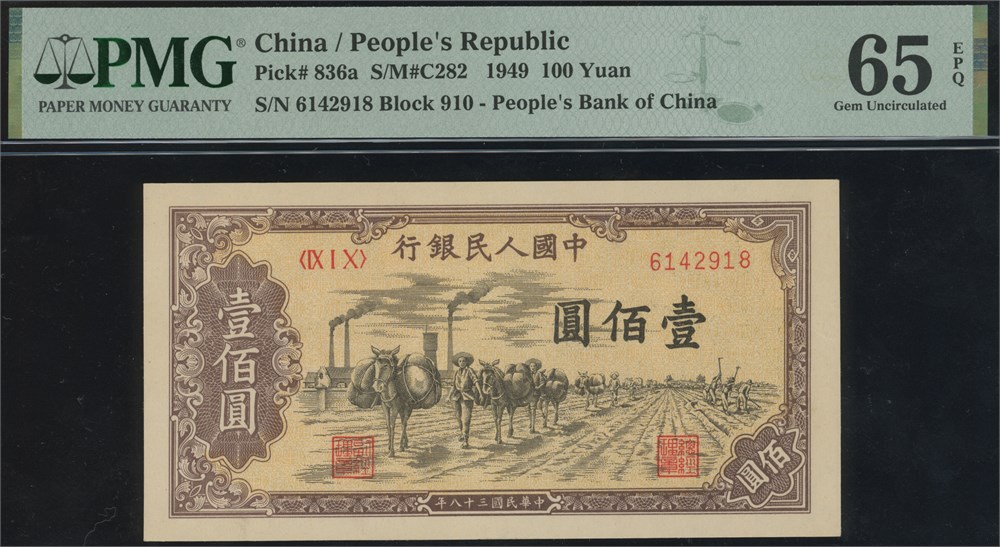 PMG®
PAPER MONEY GUARANTY
China / People's Republic
Pick# 836a S/M#C282 1949 100 Yuan
S/N 6142918 Block 910 - People's Bank of China
65 EPQ
Gem Uncirculated
行銀民人國中
〈IX I X〉
6142918
圓佰壹
壹佰圓
佰圓
年八十三國民華中